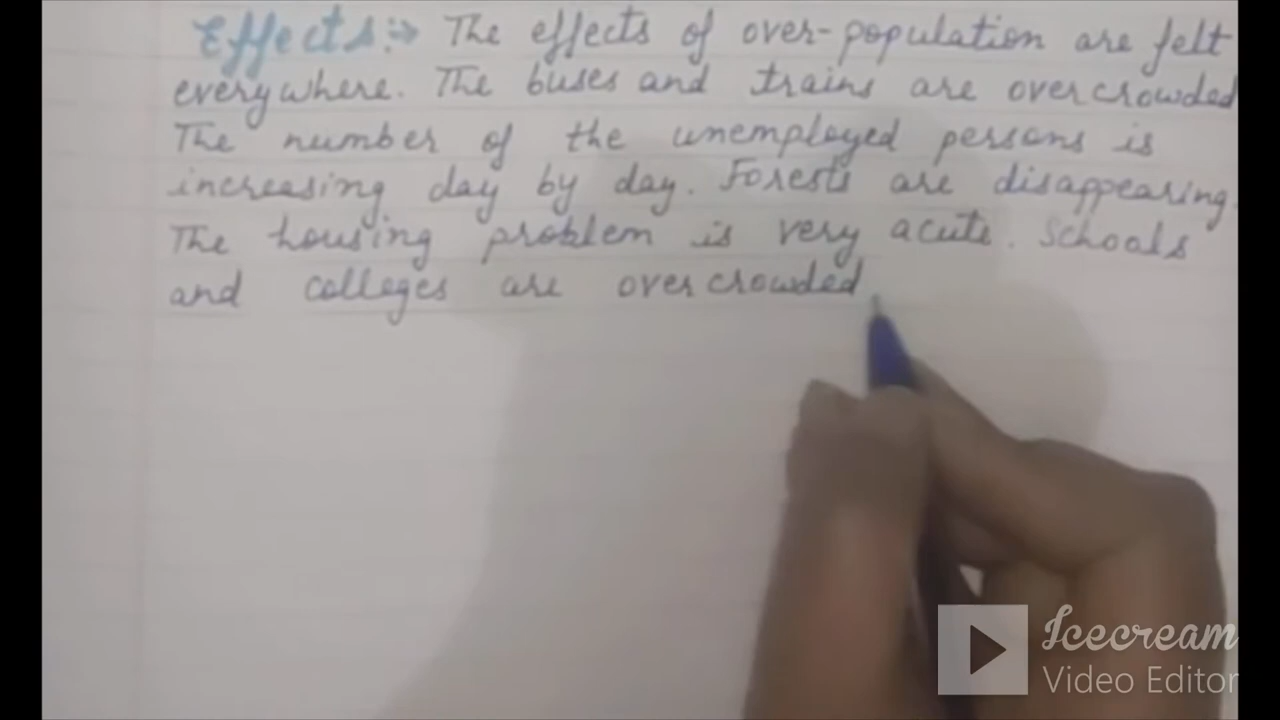 Effects:→ The effects of over-population are felt
everywhere. The buses and trains are overcrowded
The number of the unemployed persons is
increasing day by day. Forests are disappearing.
The housing problem is very acute. Schools
and colleges are overcrowded.
Icecream
Video Editor